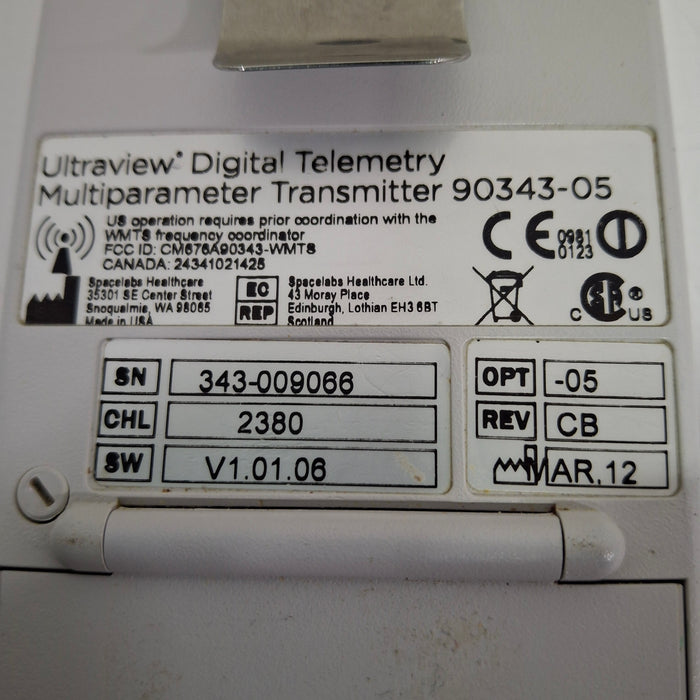 Ultraview® Digital Telemetry
Multiparameter Transmitter 90343-05
US operation requires prior coordination with the
WMTS frequency coordinator
FCC ID: CM676A90343-WMTS
CANADA: 24341021425
CE 0981
0123
Spacelabs Healthcare
35301 SE Center Street
Snoqualmie, WA 98065
Made in USA
EC
REP
Spacelabs Healthcare Ltd.
43 Moray Place
Edinburgh, Lothian EH3 6BT
Scotland
C SP® US
SN 343-009066
CHL 2380
SW V1.01.06
OPT -05
REV CB
MAR.12